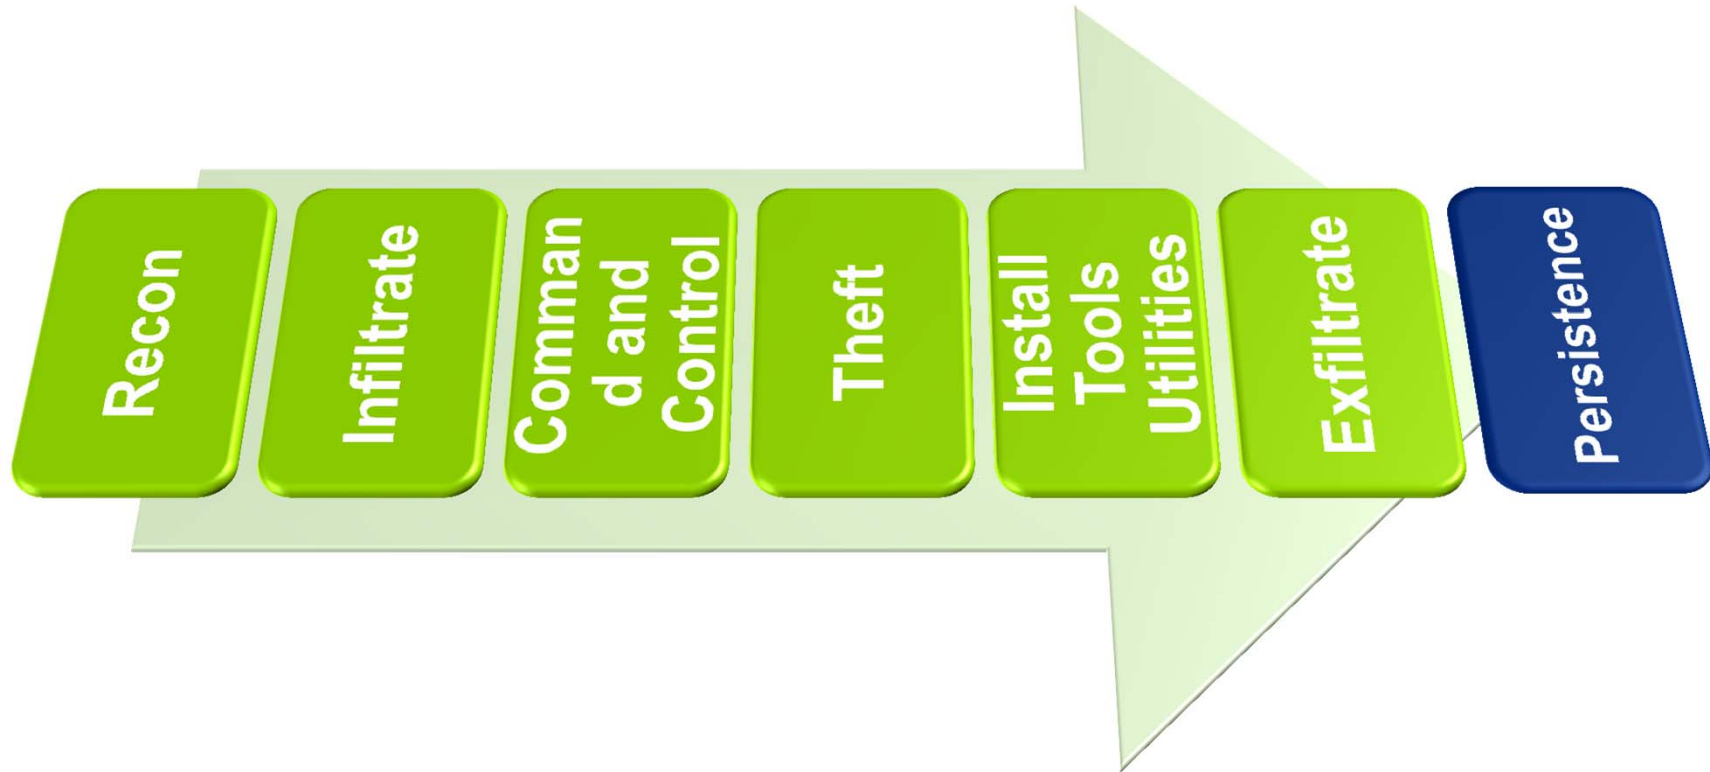 Recon
Infiltrate
Comman
d and
Control
Theft
Install
Tools
Utilities
Exfiltrate
Persistence